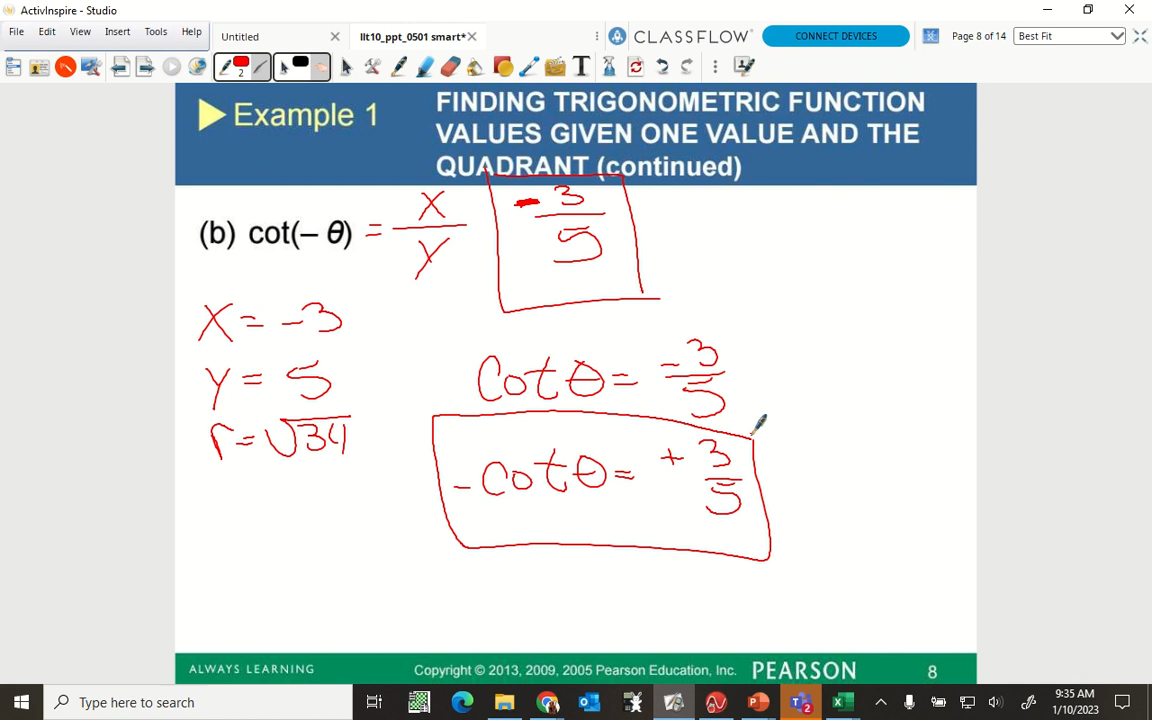 ActivInspire - Studio
File Edit View Insert Tools Help
Untitled
llt10_ppt_0501 smart*
CLASSFLOW
CONNECT DEVICES
Page 8 of 14
Best Fit
2
Example 1
FINDING TRIGONOMETRIC FUNCTION
VALUES GIVEN ONE VALUE AND THE
QUADRANT (continued)
(b) cot(– θ) = x/y -3/5
x = -3
y = 5
r = √34
cot θ = -3/5
-cot θ = +3/5
ALWAYS LEARNING
Copyright © 2013, 2009, 2005 Pearson Education, Inc.
PEARSON
8
Type here to search
9:35 AM
1/10/2023